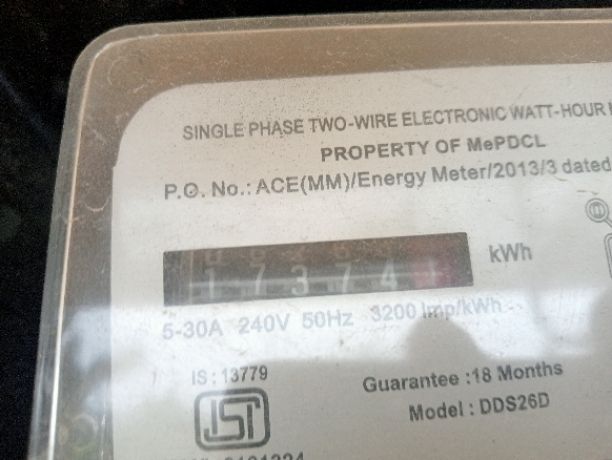 SINGLE PHASE TWO-WIRE ELECTRONIC WATT-HOUR
PROPERTY OF MePDCL
P.O. No.: ACE(MM)/Energy Meter/2013/3 dated
17374 kWh
5-30A 240V 50Hz 3200 Imp/kWh
IS : 13779
Guarantee :18 Months
Model : DDS26D